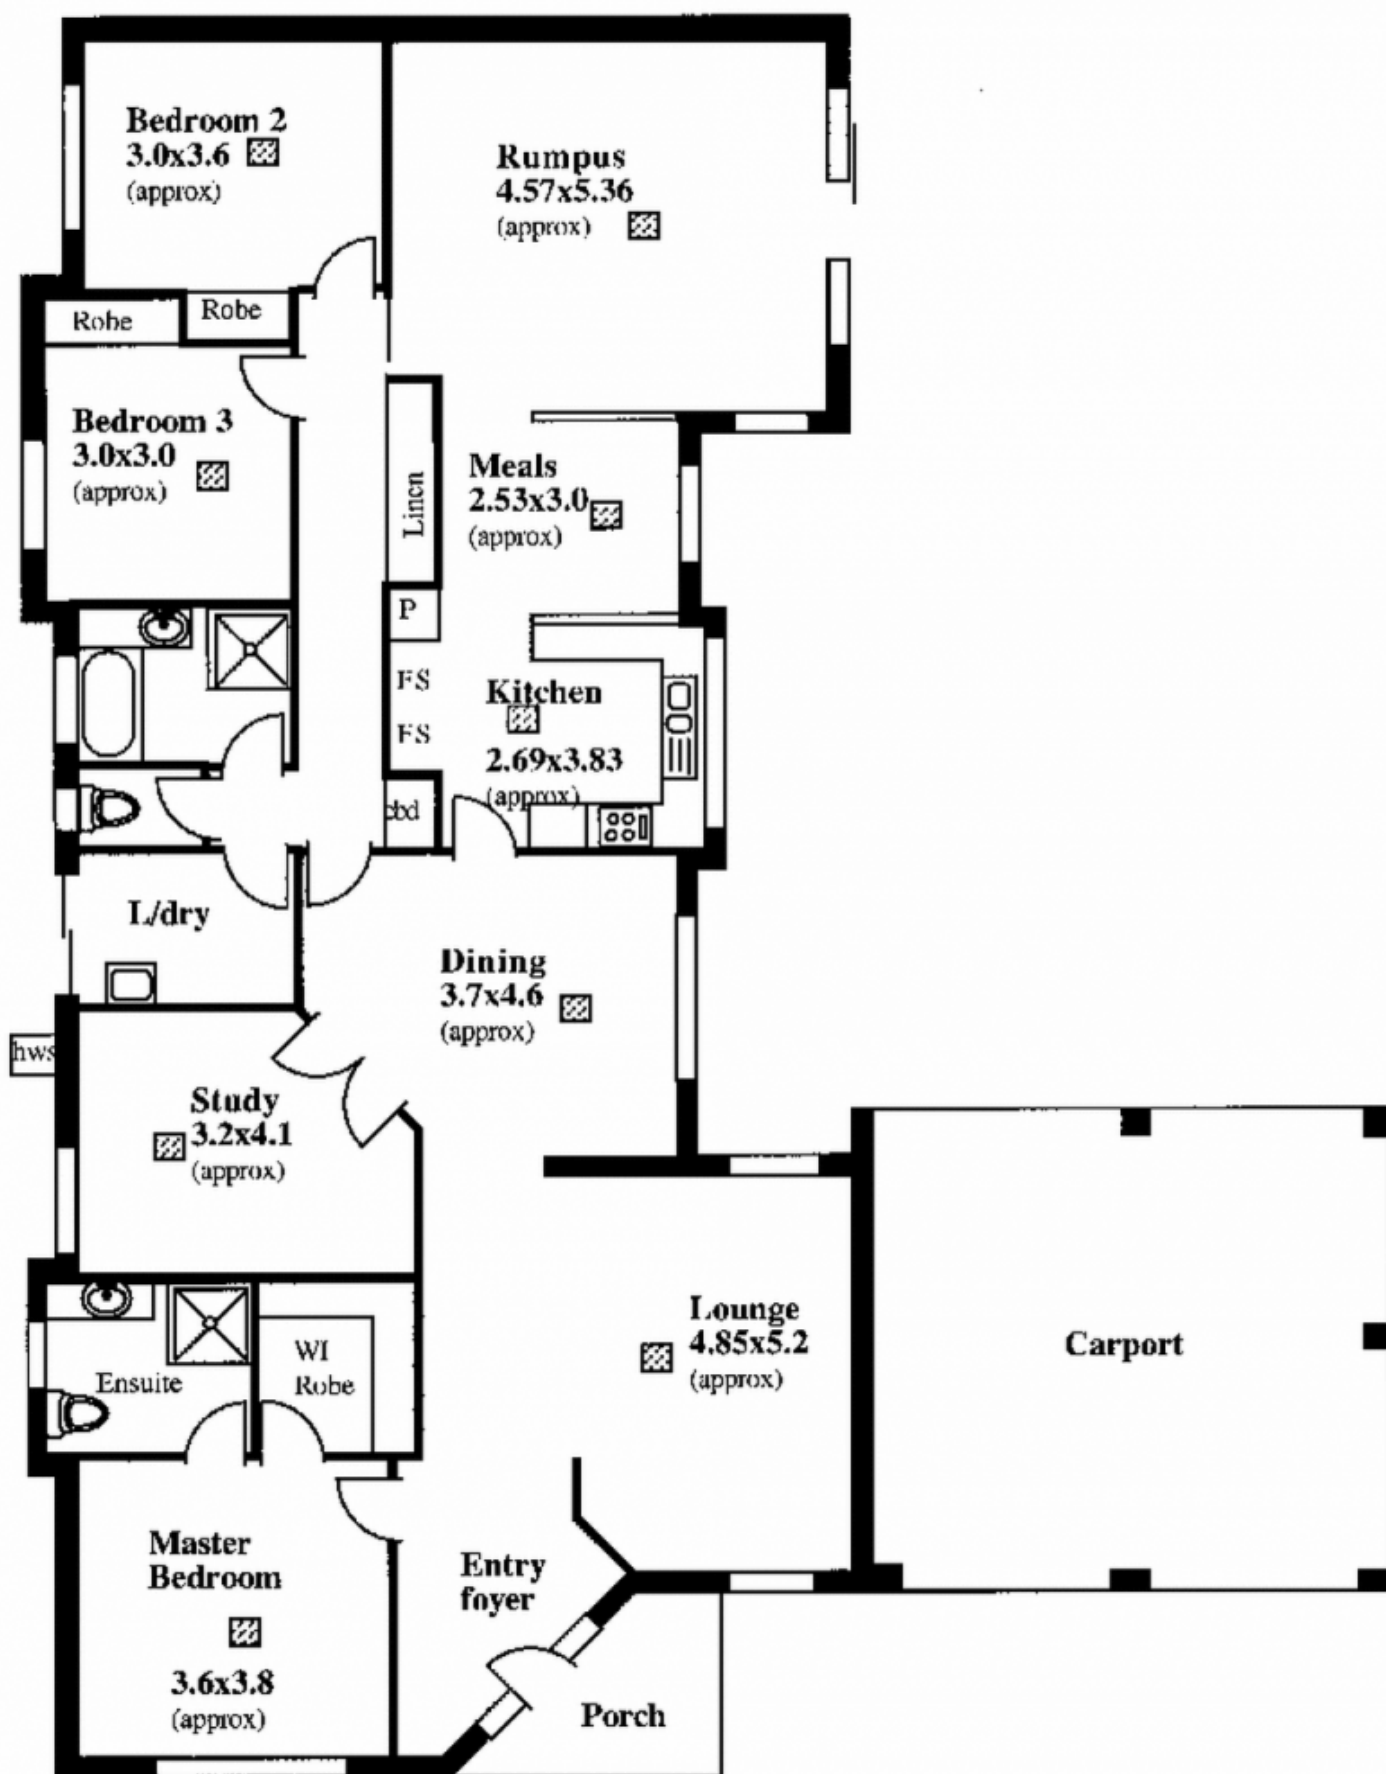 Bedroom 2
3.0x3.6
(approx)
Rumpus
4.57x5.36
(approx)
Robe
Robe
Bedroom 3
3.0x3.0
(approx)
Linen
Meals
2.53x3.0
(approx)
P
FS
FS
Kitchen
2.69x3.83
(approx)
cbd
L/dry
Dining
3.7x4.6
(approx)
hws
Study
3.2x4.1
(approx)
Lounge
4.85x5.2
(approx)
Carport
WI
Robe
Ensuite
Master
Bedroom
3.6x3.8
(approx)
Entry
foyer
Porch